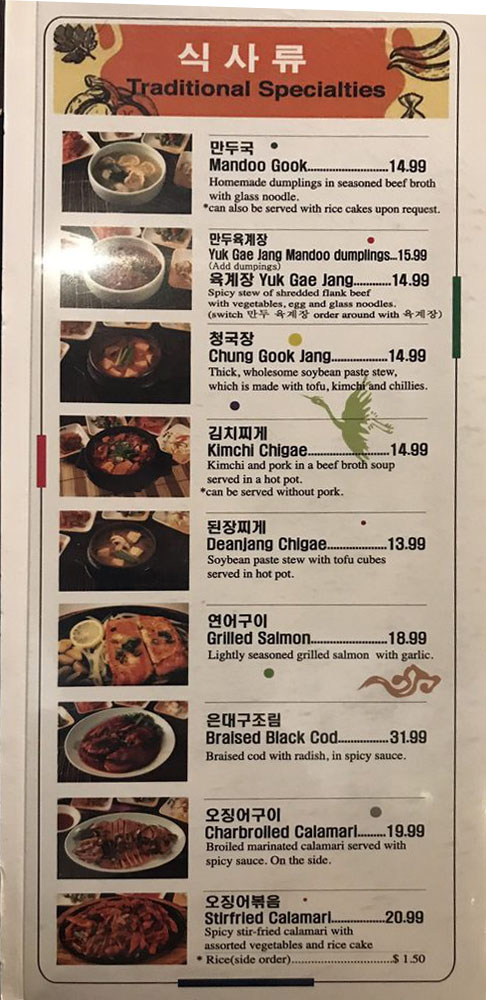 식사류
Traditional Specialties
만두국
Mandoo Gook...........................14.99
Homemade dumplings in seasoned beef broth
with glass noodle.
*can also be served with rice cakes upon request.
만두육계장
Yuk Gae Jang Mandoo dumplings...15.99
(Add dumpings)
육계장 Yuk Gae Jang.............14.99
Spicy stew of shredded flank beef
with vegetables, egg and glass noodles.
(switch 만두 육계장 order around with 육계장)
청국장
Chung Gook Jang...................14.99
Thick, wholesome soybean paste stew,
which is made with tofu, kimchi and chillies.
김치찌게
Kimchi Chigae...........................14.99
Kimchi and pork in a beef broth soup
served in a hot pot.
*can be served without pork.
된장찌게
Deanjang Chigae....................13.99
Soybean paste stew with tofu cubes
served in hot pot.
연어구이
Grilled Salmon.........................18.99
Lightly seasoned grilled salmon with garlic.
은대구조림
Braised Black Cod.................31.99
Braised cod with radish, in spicy sauce.
오징어구이
Charbroiled Calamari.........19.99
Broiled marinated calamari served with
spicy sauce. On the side.
오징어볶음
Stirfried Calamari..................20.99
Spicy stir-fried calamari with
assorted vegetables and rice cake
* Rice(side order)..........................$ 1.50